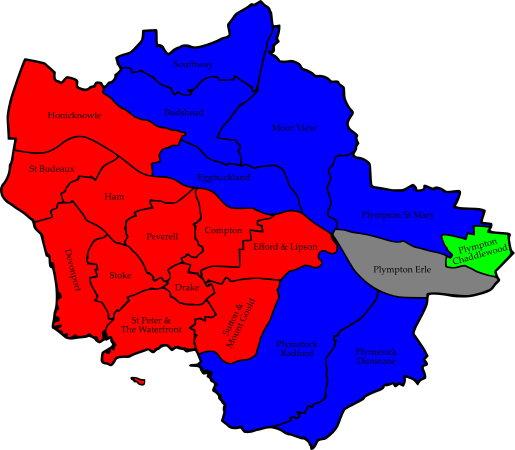 Southway
Budshead
Honicknowle
Moor View
St Budeaux
Eggbuckland
Ham
Plympton St Mary
Compton
Peverell
Efford & Lipson
Plympton
Chaddlewood
Devonport
Stoke
Drake
Plympton Erle
St Peter &
The Waterfront
Sutton &
Mount Gould
Plymstock
Radford
Plymstock
Dunstone